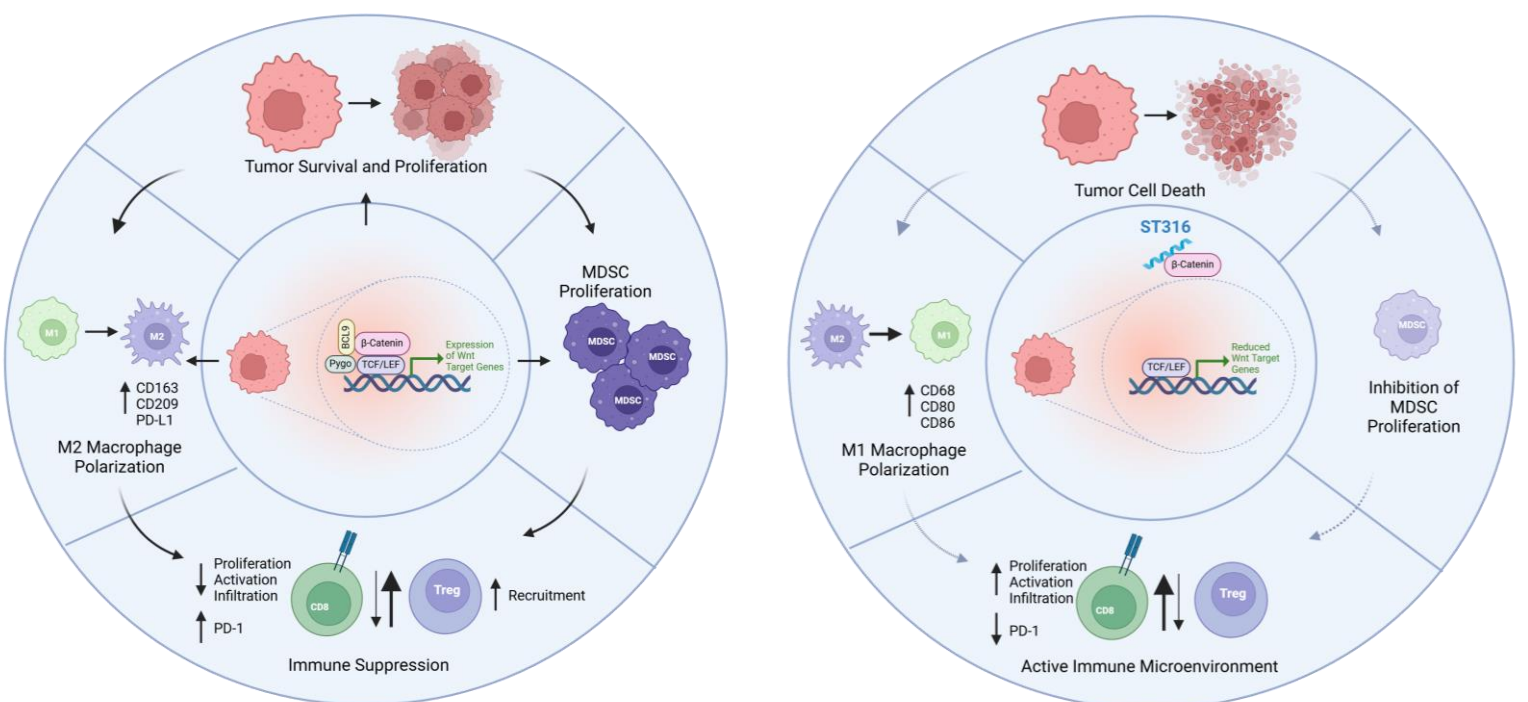 Tumor Survival and Proliferation
M1
M2
CD163
CD209
PD-L1
M2 Macrophage
Polarization
BCL9
β-Catenin
Pygo
TCF/LEF
Expression
of Wnt
Target Genes
MDSC
Proliferation
MDSC
MDSC
MDSC
Proliferation
Activation
Infiltration
PD-1
CD8
Treg
Recruitment
Immune Suppression
Tumor Cell Death
ST316
β-Catenin
M2
M1
CD68
CD80
CD86
M1 Macrophage
Polarization
TCF/LEF
Reduced
Wnt Target
Genes
MDSC
Inhibition of
MDSC
Proliferation
Proliferation
Activation
Infiltration
PD-1
CD8
Treg
Active Immune Microenvironment